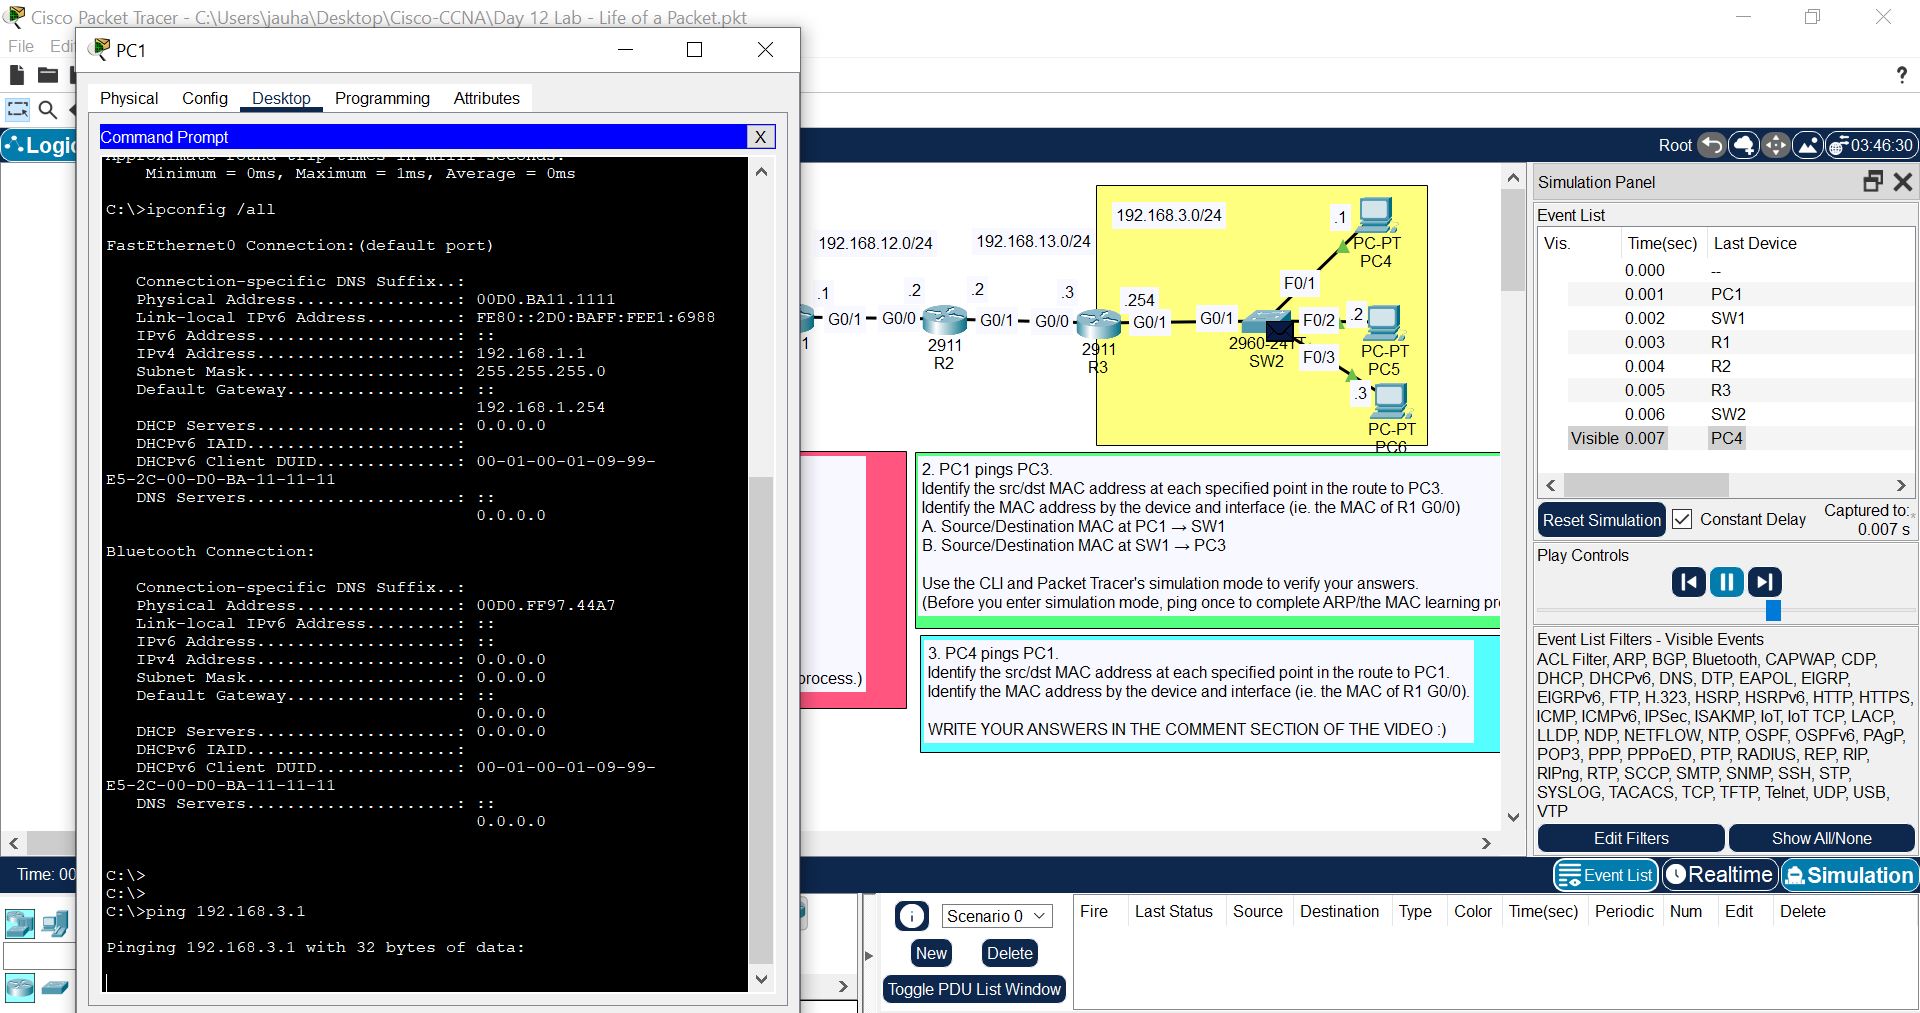 Cisco Packet Tracer - C:\Users\jauha\Desktop\Cisco-CCNA\Day 12 Lab - Life of a Packet.pkt
File
PC1
?
Physical Config Desktop Programming Attributes
Command Prompt X
Root 03:46:30
Approximate round trip times in milli-seconds:
Minimum = 0ms, Maximum = 1ms, Average = 0ms
C:\>ipconfig /all
FastEthernet0 Connection:(default port)
Connection-specific DNS Suffix..:
Physical Address................: 00D0.BA11.1111
Link-local IPv6 Address.........: FE80::2D0:BAFF:FEE1:6988
IPv6 Address....................: ::
IPv4 Address....................: 192.168.1.1
Subnet Mask.....................: 255.255.255.0
Default Gateway.................: ::
192.168.1.254
DHCP Servers....................: 0.0.0.0
DHCPv6 IAID.....................:
DHCPv6 Client DUID..............: 00-01-00-01-09-99-
E5-2C-00-D0-BA-11-11-11
DNS Servers.....................: ::
0.0.0.0
Bluetooth Connection:
Connection-specific DNS Suffix..:
Physical Address................: 00D0.FF97.44A7
Link-local IPv6 Address.........: ::
IPv6 Address....................: ::
IPv4 Address....................: 0.0.0.0
Subnet Mask.....................: 0.0.0.0
Default Gateway.................: ::
0.0.0.0
DHCP Servers....................: 0.0.0.0
DHCPv6 IAID.....................:
DHCPv6 Client DUID..............: 00-01-00-01-09-99-
E5-2C-00-D0-BA-11-11-11
DNS Servers.....................: ::
0.0.0.0
C:\>
C:\>
C:\>ping 192.168.3.1
Pinging 192.168.3.1 with 32 bytes of data:
192.168.12.0/24
192.168.13.0/24
192.168.3.0/24
.1
PC-PT
PC4
F0/1
.1
G0/1
.2
G0/0
2911
R2
.2
G0/1
.3
G0/0
2911
R3
.254
G0/1
G0/1
2960-24TT
SW2
F0/2
.2
PC-PT
PC5
F0/3
.3
PC-PT
PC6
1
process.)
2. PC1 pings PC3.
Identify the src/dst MAC address at each specified point in the route to PC3.
Identify the MAC address by the device and interface (ie. the MAC of R1 G0/0)
A. Source/Destination MAC at PC1 → SW1
B. Source/Destination MAC at SW1 → PC3
Use the CLI and Packet Tracer's simulation mode to verify your answers.
(Before you enter simulation mode, ping once to complete ARP/the MAC learning pr
3. PC4 pings PC1.
Identify the src/dst MAC address at each specified point in the route to PC1.
Identify the MAC address by the device and interface (ie. the MAC of R1 G0/0).
WRITE YOUR ANSWERS IN THE COMMENT SECTION OF THE VIDEO :)
Simulation Panel
Event List
Vis. Time(sec) Last Device
0.000 --
0.001 PC1
0.002 SW1
0.003 R1
0.004 R2
0.005 R3
0.006 SW2
Visible 0.007 PC4
Reset Simulation Constant Delay Captured to:*
0.007 s
Play Controls
Event List Filters - Visible Events
ACL Filter, ARP, BGP, Bluetooth, CAPWAP, CDP,
DHCP, DHCPv6, DNS, DTP, EAPOL, EIGRP,
EIGRPv6, FTP, H.323, HSRP, HSRPv6, HTTP, HTTPS,
ICMP, ICMPv6, IPSec, ISAKMP, IoT, IoT TCP, LACP,
LLDP, NDP, NETFLOW, NTP, OSPF, OSPFv6, PAgP,
POP3, PPP, PPPoED, PTP, RADIUS, REP, RIP,
RIPng, RTP, SCCP, SMTP, SNMP, SSH, STP,
SYSLOG, TACACS, TCP, TFTP, Telnet, UDP, USB,
VTP
Edit Filters Show All/None
Time: 00
Event List Realtime Simulation
Scenario 0
New Delete
Toggle PDU List Window
Fire Last Status Source Destination Type Color Time(sec) Periodic Num Edit Delete